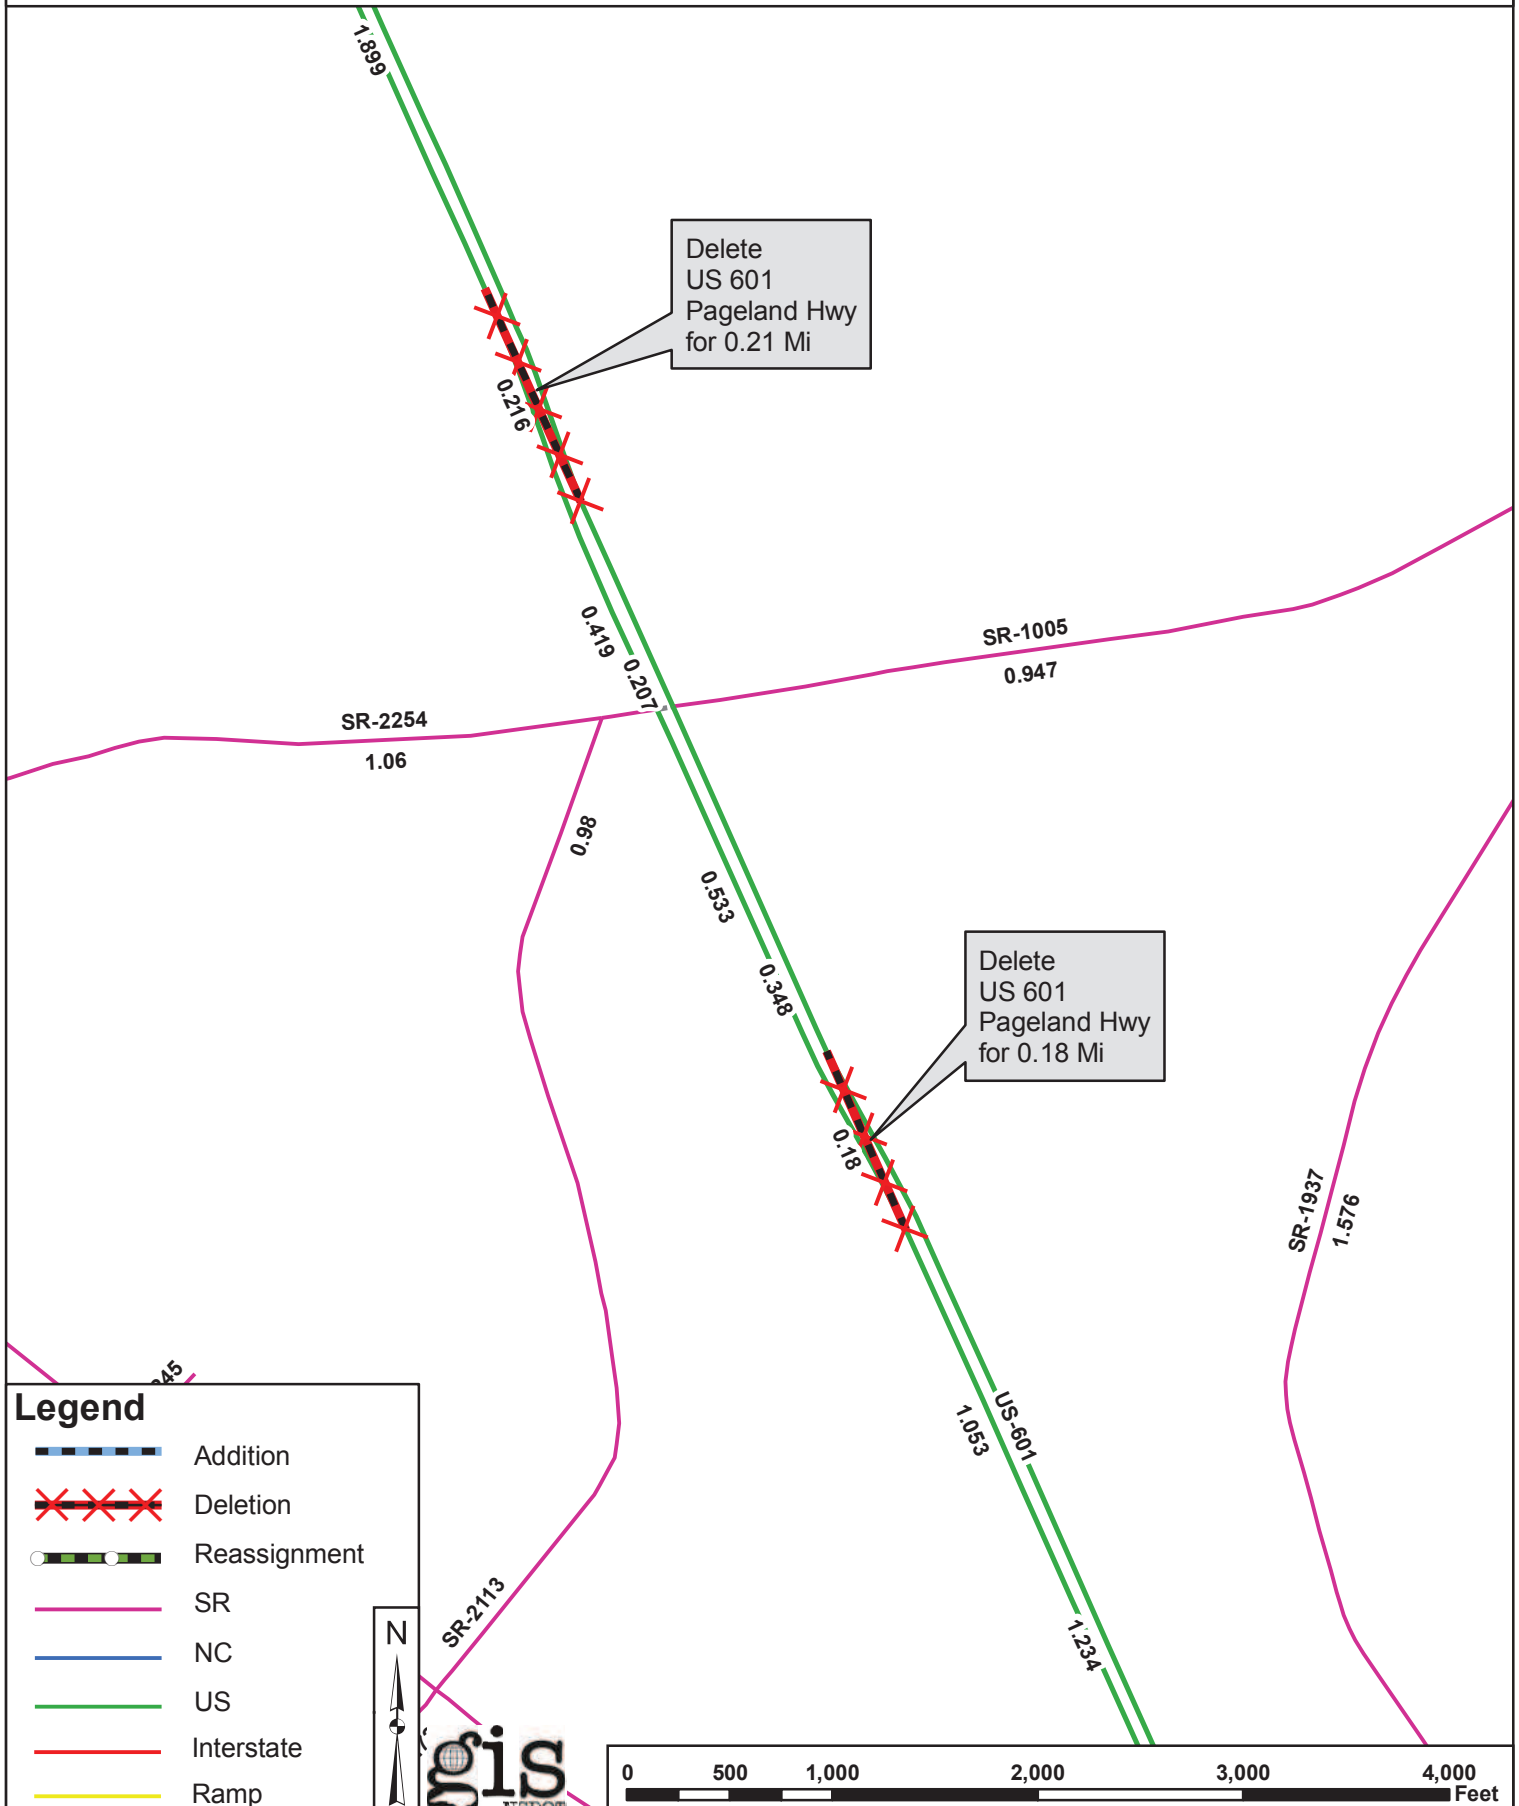 1.899
Delete
US 601
Pageland Hwy
for 0.21 Mi
0.216
SR-1005
0.947
0.419
0.207
SR-2254
1.06
0.98
0.533
0.348
Delete
US 601
Pageland Hwy
for 0.18 Mi
0.18
SR-1937
1.576
US-601
1.053
1.234
SR-2113
Legend
Addition
Deletion
Reassignment
SR
NC
US
Interstate
Ramp
N
gis
0 500 1,000 2,000 3,000 4,000
Feet